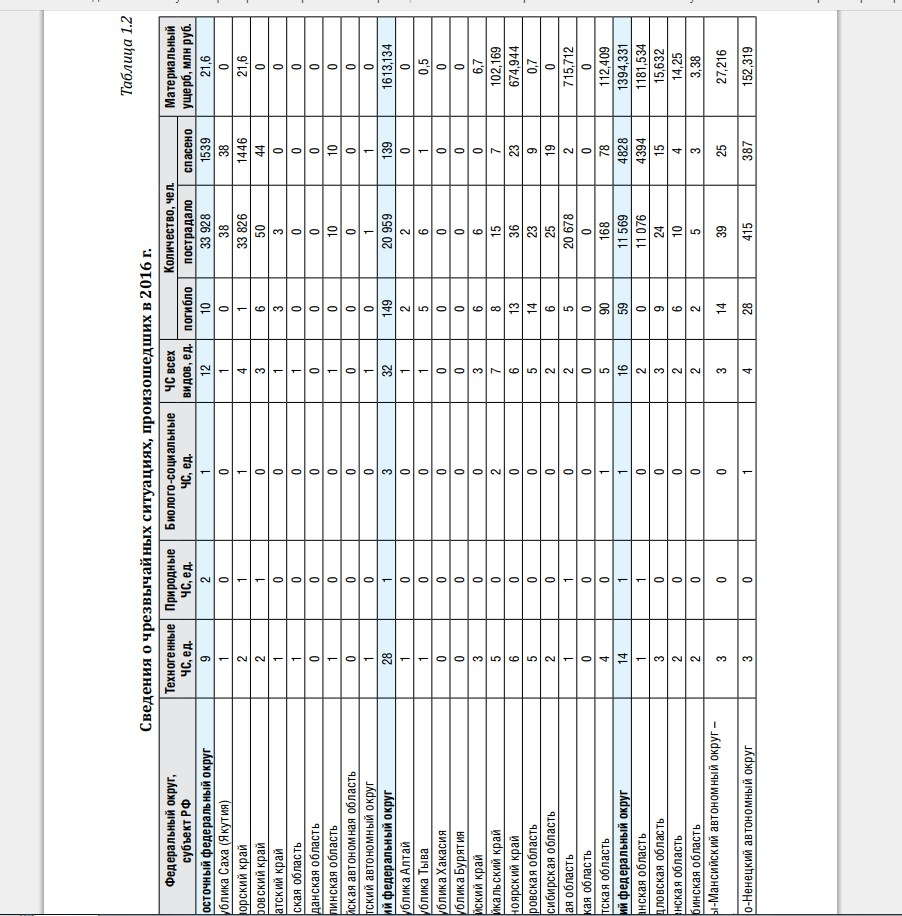 Таблица 1.2
Сведения о чрезвычайных ситуациях, произошедших в 2016 г.
Федеральный округ, Техногенные Природные Биолого-социальные ЧС всех Количество, чел. Материальный
субъект РФ ЧС, ед. ЧС, ед. ЧС, ед. видов, ед. погибло пострадало спасено ущерб, млн руб.
осточный федеральный округ 9 2 1 12 10 33 928 1539 21,6
ублика Саха (Якутия) 1 0 0 1 0 38 38 0
орский край 2 1 1 4 1 33 826 1446 21,6
ровский край 2 1 0 3 6 50 44 0
атский край 1 0 0 1 3 3 0 0
ская область 1 0 0 1 0 0 0 0
данская область 0 0 0 0 0 0 0 0
линская область 1 0 0 1 0 10 10 0
йская автономная область 0 0 0 0 0 0 0 0
тский автономный округ 1 0 0 1 0 1 1 0
ий федеральный округ 28 1 3 32 149 20 959 139 1613,134
ублика Алтай 1 0 0 1 2 2 0 0
ублика Тыва 1 0 0 1 5 6 1 0,5
ублика Хакасия 0 0 0 0 0 0 0 0
ублика Бурятия 0 0 0 0 0 0 0 0
йский край 3 0 0 3 6 6 0 6,7
йкальский край 5 0 2 7 8 15 7 102,169
ноярский край 6 0 0 6 13 36 23 674,944
ровская область 5 0 0 5 14 23 9 0,7
сибирская область 2 0 0 2 6 25 19 0
ая область 1 1 0 2 5 20 678 2 715,712
кая область 0 0 0 0 0 0 0 0
тская область 4 0 1 5 90 168 78 112,409
ий федеральный округ 14 1 1 16 59 11 569 4828 1394,331
анская область 1 1 0 2 0 11 076 4394 1181,534
дловская область 3 0 0 3 9 24 15 15,632
нская область 2 0 0 2 6 10 4 14,25
бинская область 2 0 0 2 2 5 3 3,38
ы-Мансийский автономный округ – 3 0 0 3 14 39 25 27,216
о-Ненецкий автономный округ 3 0 1 4 28 415 387 152,319